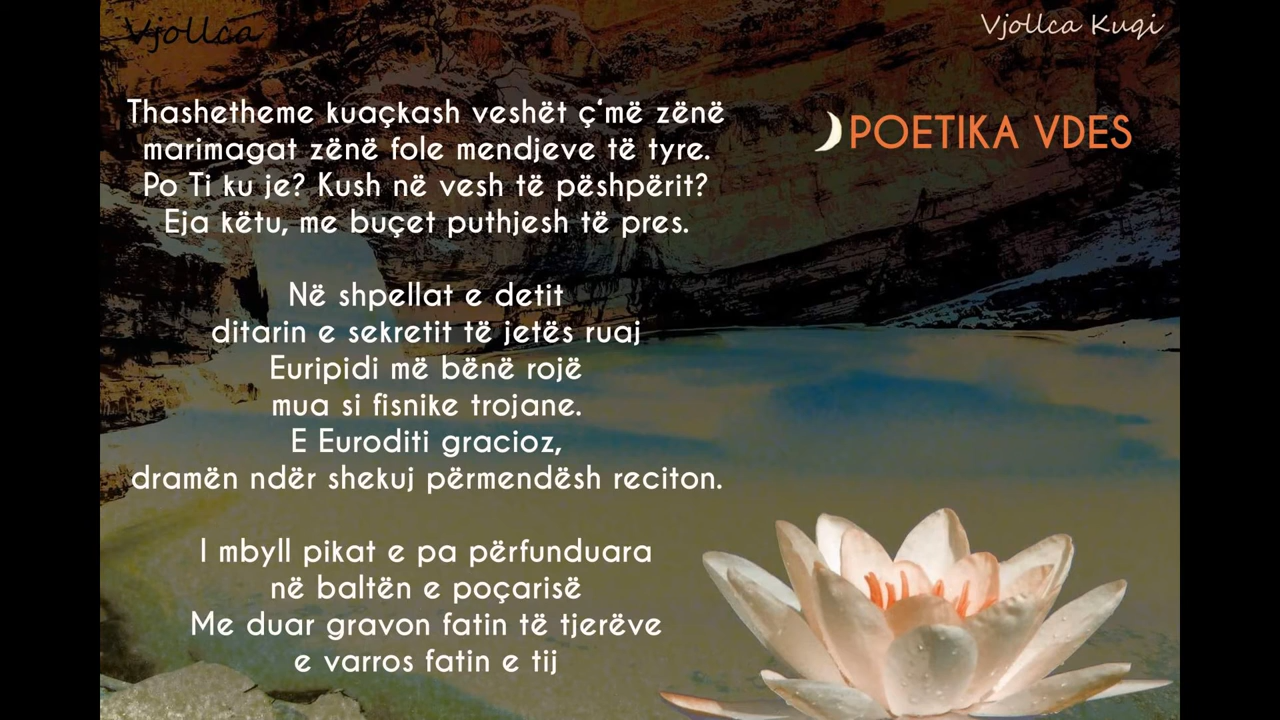 Vjollca
Vjollca Kuqi
POETIKA VDES
Thashetheme kuaçkash veshët ç‘më zënë
marimagat zënë fole mendjeve të tyre.
Po Ti ku je? Kush në vesh të pëshpërit?
Eja këtu, me buçet puthjesh të pres.
Në shpellat e detit
ditarin e sekretit të jetës ruaj
Euripidi më bënë rojë
mua si fisnike trojane.
E Euroditi gracioz,
dramën ndër shekuj përmendësh reciton.
I mbyll pikat e pa përfunduara
në baltën e poçarisë
Me duar gravon fatin të tjerëve
e varros fatin e tij